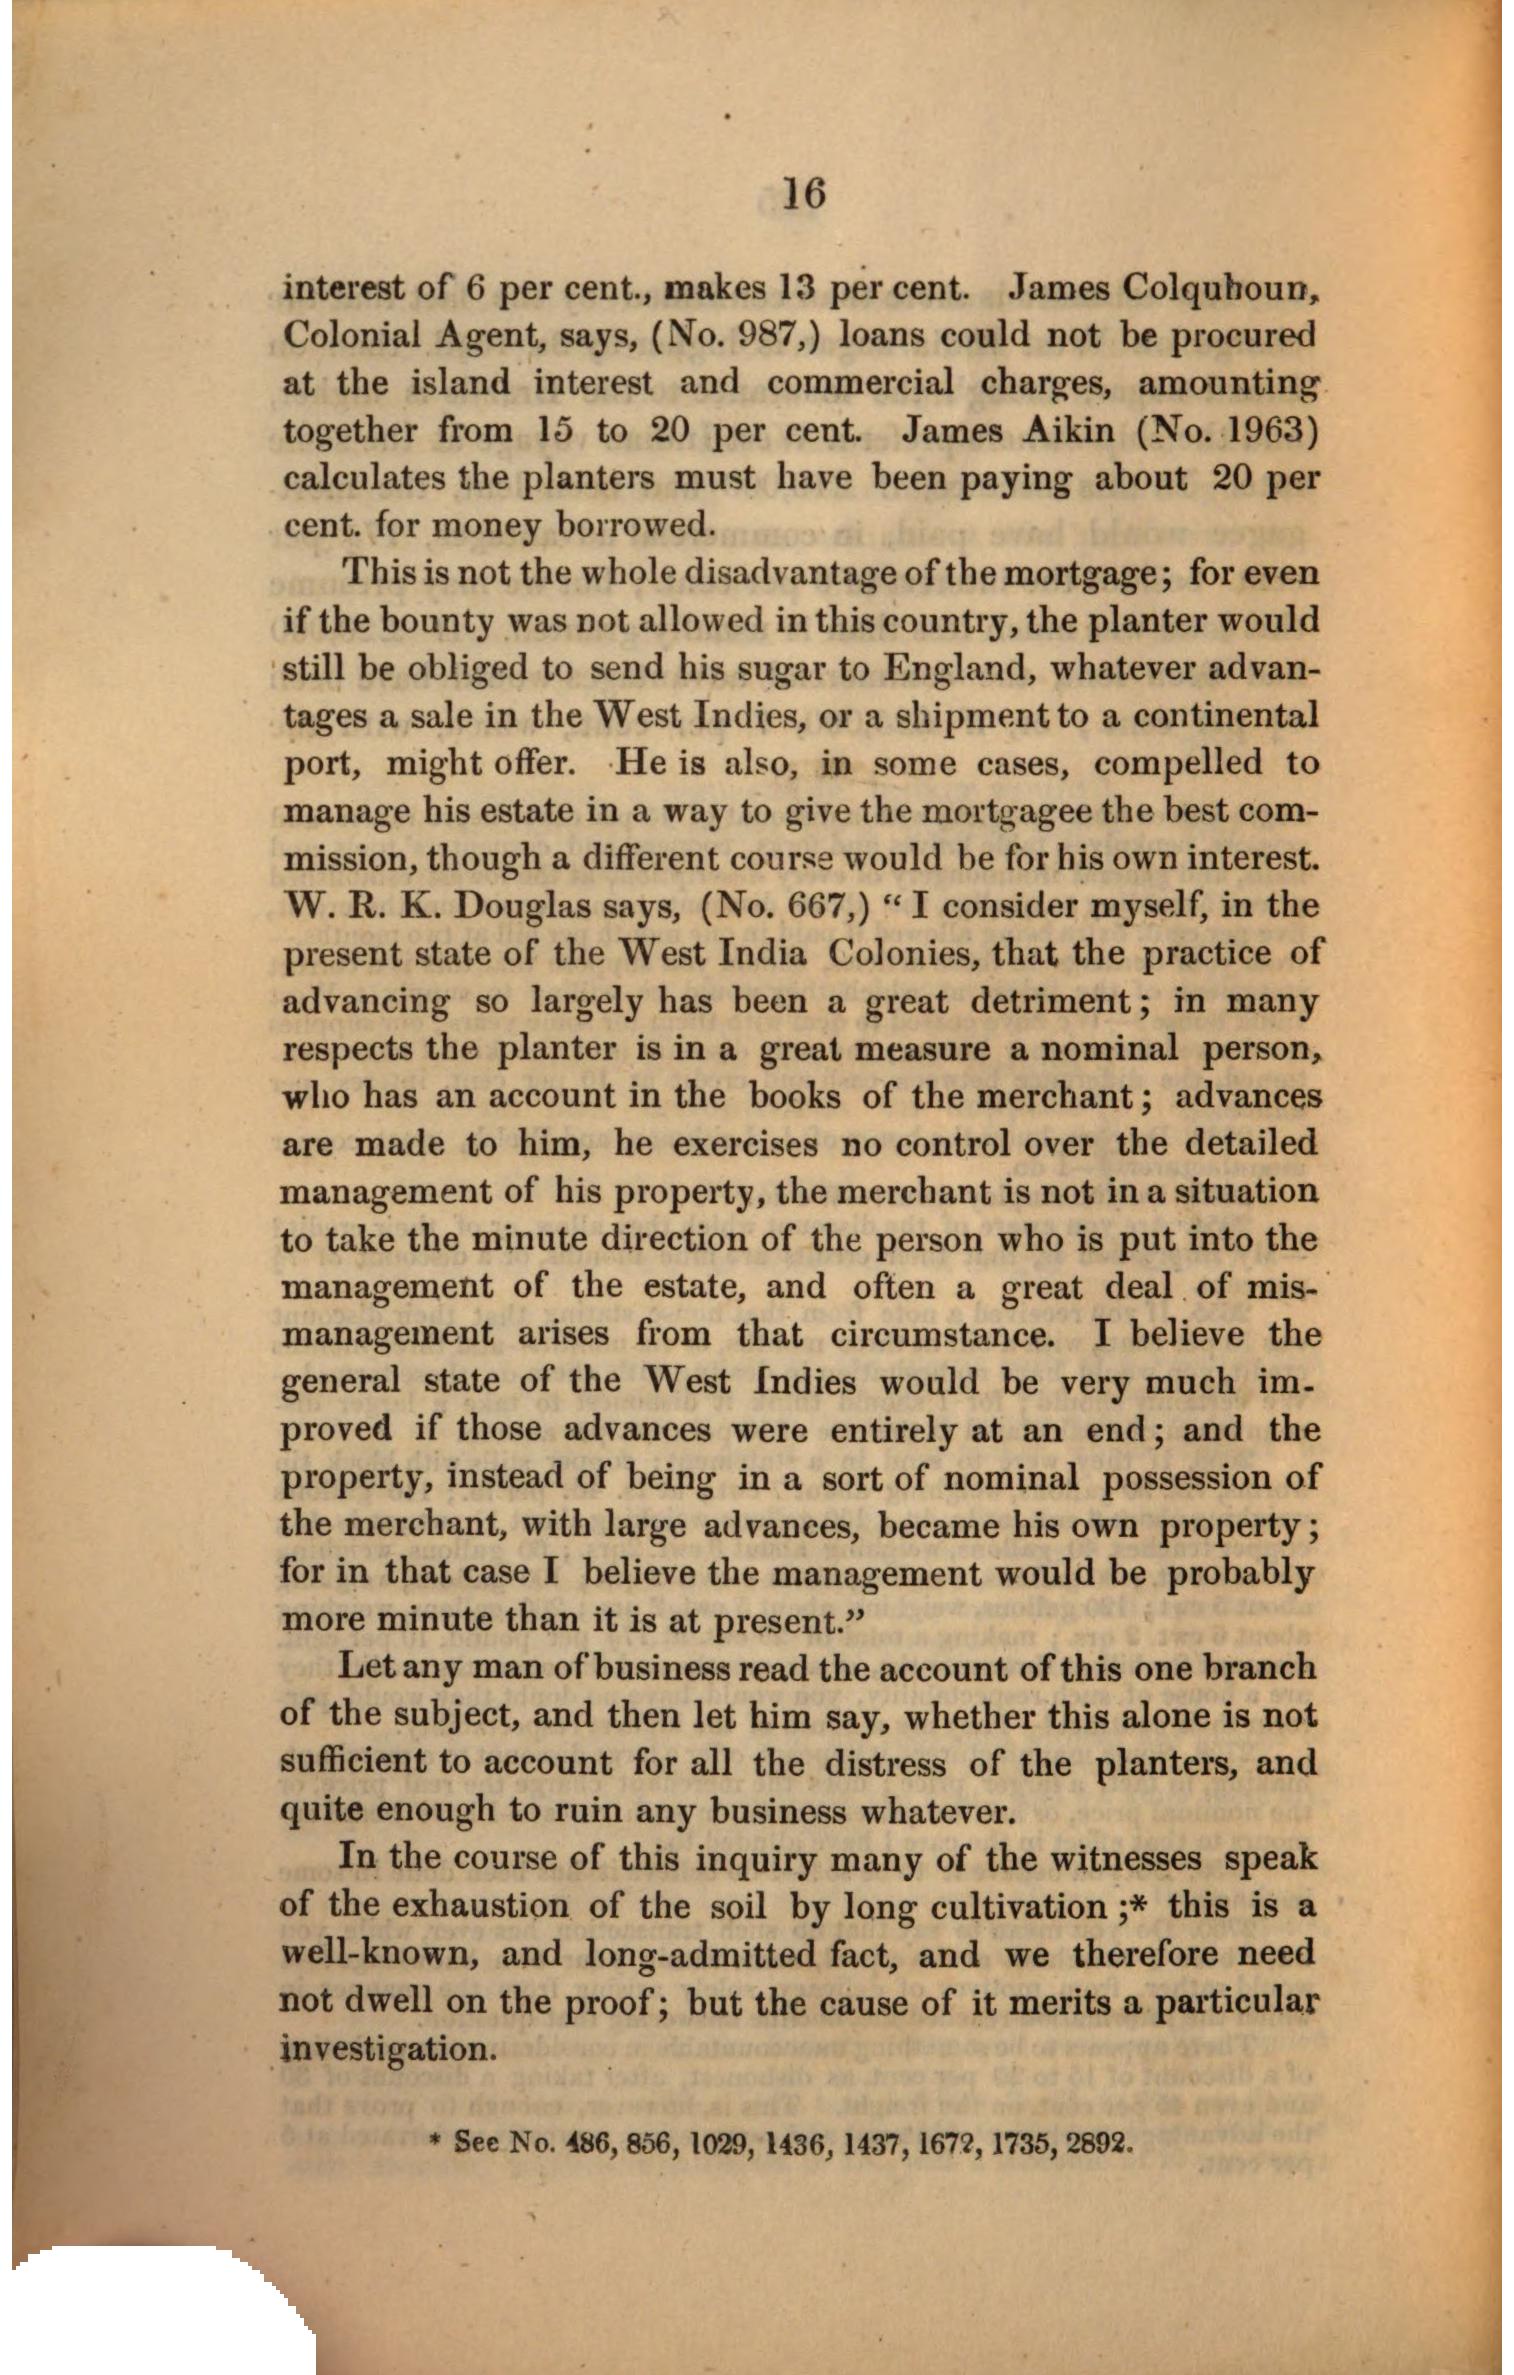 16
interest of 6 per cent., makes 13 per cent. James Colquhoun,
Colonial Agent, says, (No. 987,) loans could not be procured
at the island interest and commercial charges, amounting
together from 15 to 20 per cent. James Aikin (No. 1963)
calculates the planters must have been paying about 20 per
cent. for money borrowed.
This is not the whole disadvantage of the mortgage; for even
if the bounty was not allowed in this country, the planter would
still be obliged to send his sugar to England, whatever advan-
tages a sale in the West Indies, or a shipment to a continental
port, might offer. He is also, in some cases, compelled to
manage his estate in a way to give the mortgagee the best com-
mission, though a different course would be for his own interest.
W. R. K. Douglas says, (No. 667,) “ I consider myself, in the
present state of the West India Colonies, that the practice of
advancing so largely has been a great detriment; in many
respects the planter is in a great measure a nominal person,
who has an account in the books of the merchant; advances
are made to him, he exercises no control over the detailed
management of his property, the merchant is not in a situation
to take the minute direction of the person who is put into the
management of the estate, and often a great deal of mis-
management arises from that circumstance. I believe the
general state of the West Indies would be very much im-
proved if those advances were entirely at an end; and the
property, instead of being in a sort of nominal possession of
the merchant, with large advances, became his own property;
for in that case I believe the management would be probably
more minute than it is at present.”
Let any man of business read the account of this one branch
of the subject, and then let him say, whether this alone is not
sufficient to account for all the distress of the planters, and
quite enough to ruin any business whatever.
In the course of this inquiry many of the witnesses speak
of the exhaustion of the soil by long cultivation ;* this is a
well-known, and long-admitted fact, and we therefore need
not dwell on the proof; but the cause of it merits a particular
investigation.
* See No. 486, 856, 1029, 1436, 1437, 1672, 1735, 2892.